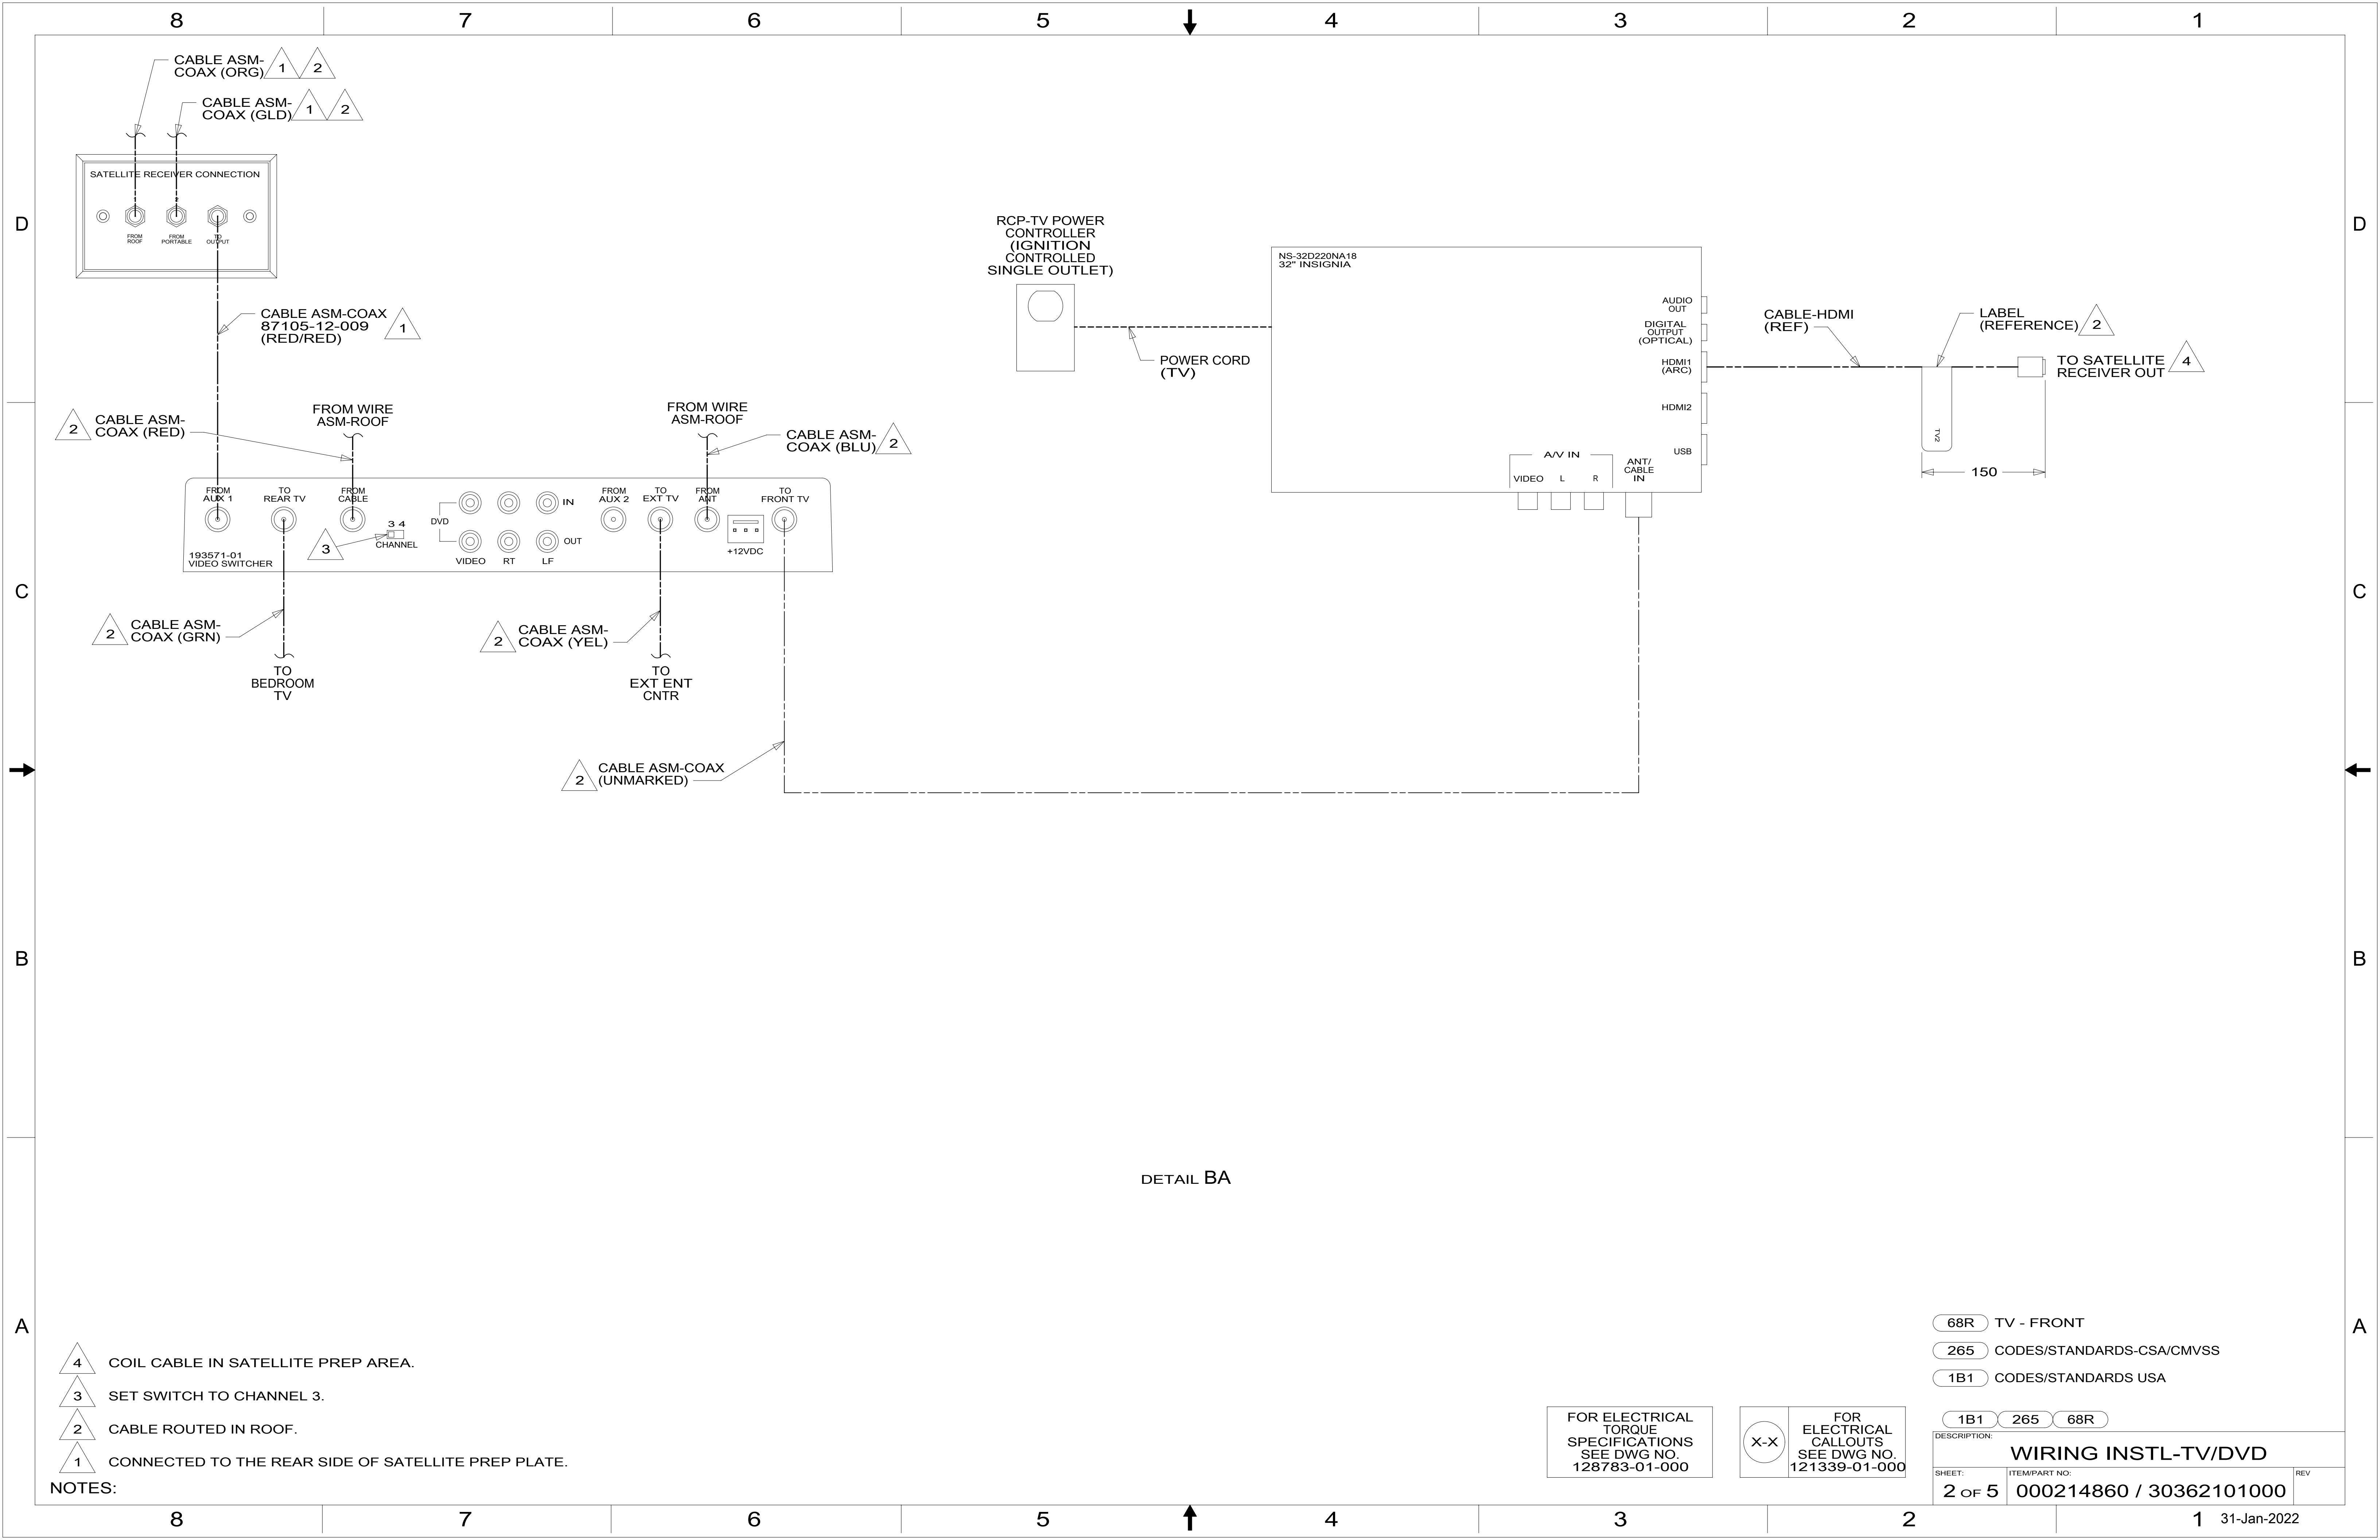 8 7 6 5 4 3 2 1
D
C
B
A
D
C
B
A
CABLE ASM-
COAX (ORG)
1 2
CABLE ASM-
COAX (GLD)
1 2
SATELLITE RECEIVER CONNECTION
FROM
ROOF
2
FROM
PORTABLE
TO
OUTPUT
CABLE ASM-COAX
87105-12-009
(RED/RED)
1
2
CABLE ASM-
COAX (RED)
FROM WIRE
ASM-ROOF
FROM WIRE
ASM-ROOF
CABLE ASM-
COAX (BLU)
2
FROM
AUX 1
TO
REAR TV
FROM
CABLE
3 4
CHANNEL
3
DVD
IN
OUT
VIDEO
RT
LF
FROM
AUX 2
TO
EXT TV
FROM
ANT
+12VDC
TO
FRONT TV
193571-01
VIDEO SWITCHER
2
CABLE ASM-
COAX (GRN)
TO
BEDROOM
TV
2
CABLE ASM-
COAX (YEL)
TO
EXT ENT
CNTR
2
CABLE ASM-COAX
(UNMARKED)
RCP-TV POWER
CONTROLLER
(IGNITION
CONTROLLED
SINGLE OUTLET)
POWER CORD
(TV)
NS-32D220NA18
32" INSIGNIA
AUDIO
OUT
DIGITAL
OUTPUT
(OPTICAL)
HDMI1
(ARC)
HDMI2
USB
A/V IN
VIDEO L R
ANT/
CABLE
IN
CABLE-HDMI
(REF)
LABEL
(REFERENCE)
2
TV2
150
TO SATELLITE
RECEIVER OUT
4
DETAIL BA
4 COIL CABLE IN SATELLITE PREP AREA.
3 SET SWITCH TO CHANNEL 3.
2 CABLE ROUTED IN ROOF.
1 CONNECTED TO THE REAR SIDE OF SATELLITE PREP PLATE.
NOTES:
FOR ELECTRICAL
TORQUE
SPECIFICATIONS
SEE DWG NO.
128783-01-000
X-X
FOR
ELECTRICAL
CALLOUTS
SEE DWG NO.
121339-01-000
68R TV - FRONT
265 CODES/STANDARDS-CSA/CMVSS
1B1 CODES/STANDARDS USA
1B1 265 68R
DESCRIPTION:
WIRING INSTL-TV/DVD
SHEET:
2 OF 5
ITEM/PART NO:
000214860 / 30362101000
REV
8 7 6 5 4 3 2 1
31-Jan-2022